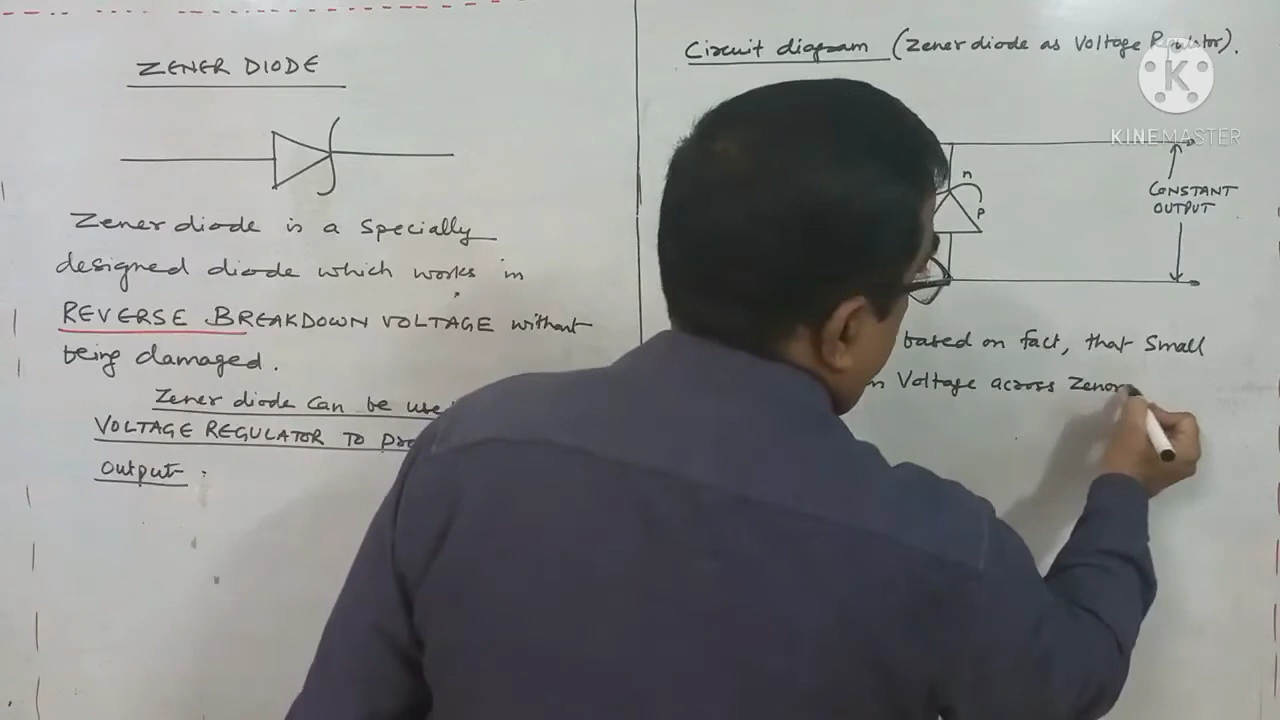 ZENER DIODE
Zener diode is a specially
designed diode which works in
REVERSE BREAKDOWN VOLTAGE without
being damaged.
Zener diode can be use
VOLTAGE REGULATOR TO Pro
output.
Circuit diagram (Zener diode as Voltage Regulator).
K
KINEMASTER
n
p
CONSTANT
OUTPUT
based on fact, that small
Voltage across Zener